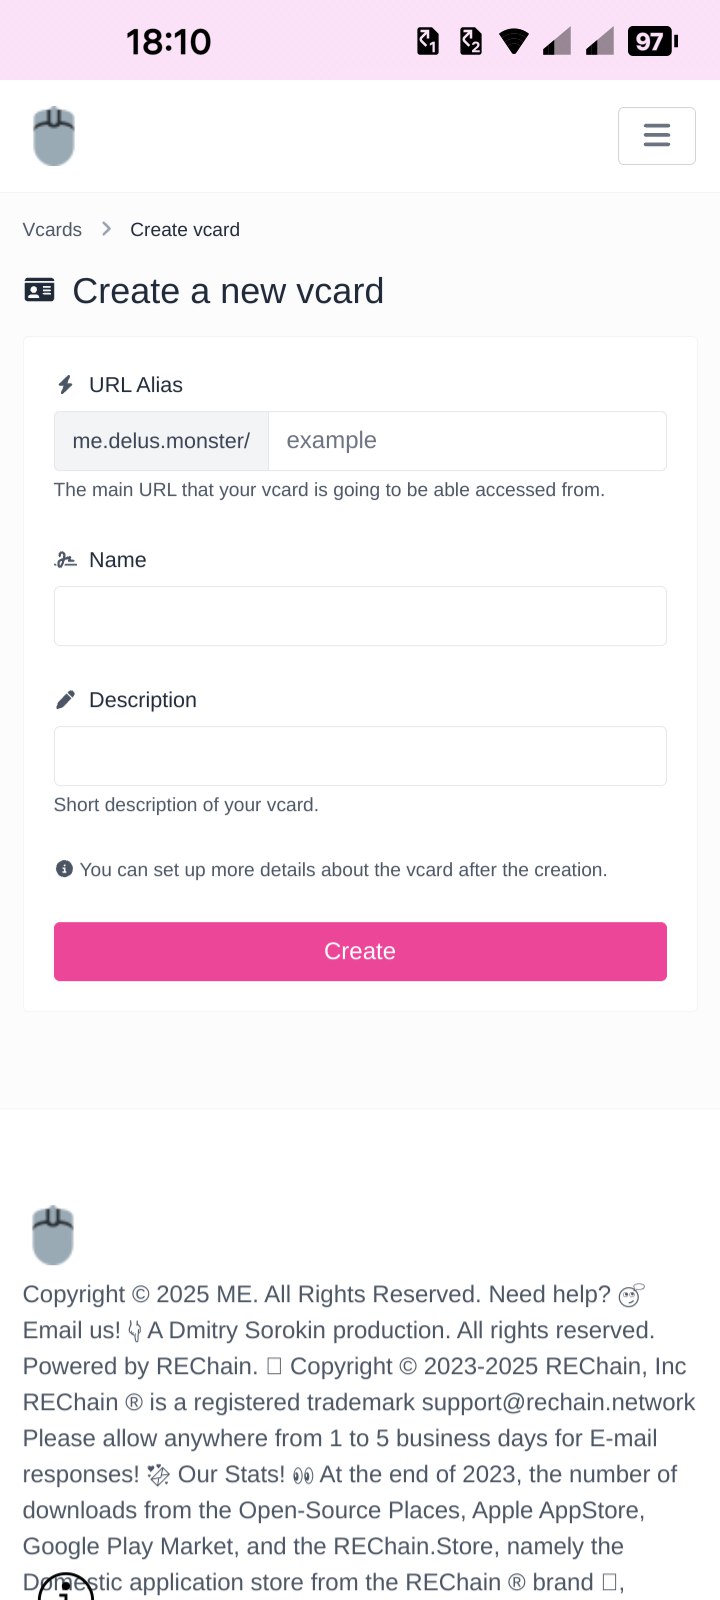 18:10
1
2
97
Vcards
Create vcard
Create a new vcard
URL Alias
me.delus.monster/
example
The main URL that your vcard is going to be able accessed from.
Name
Description
Short description of your vcard.
You can set up more details about the vcard after the creation.
Create
Copyright © 2025 ME. All Rights Reserved. Need help? 😴
Email us! 👇 A Dmitry Sorokin production. All rights reserved.
Powered by REChain. Copyright © 2023-2025 REChain, Inc
REChain ® is a registered trademark support@rechain.network
Please allow anywhere from 1 to 5 business days for E-mail
responses! 💝 Our Stats! 👀 At the end of 2023, the number of
downloads from the Open-Source Places, Apple AppStore,
Google Play Market, and the REChain.Store, namely the
Domestic application store from the REChain ® brand ,